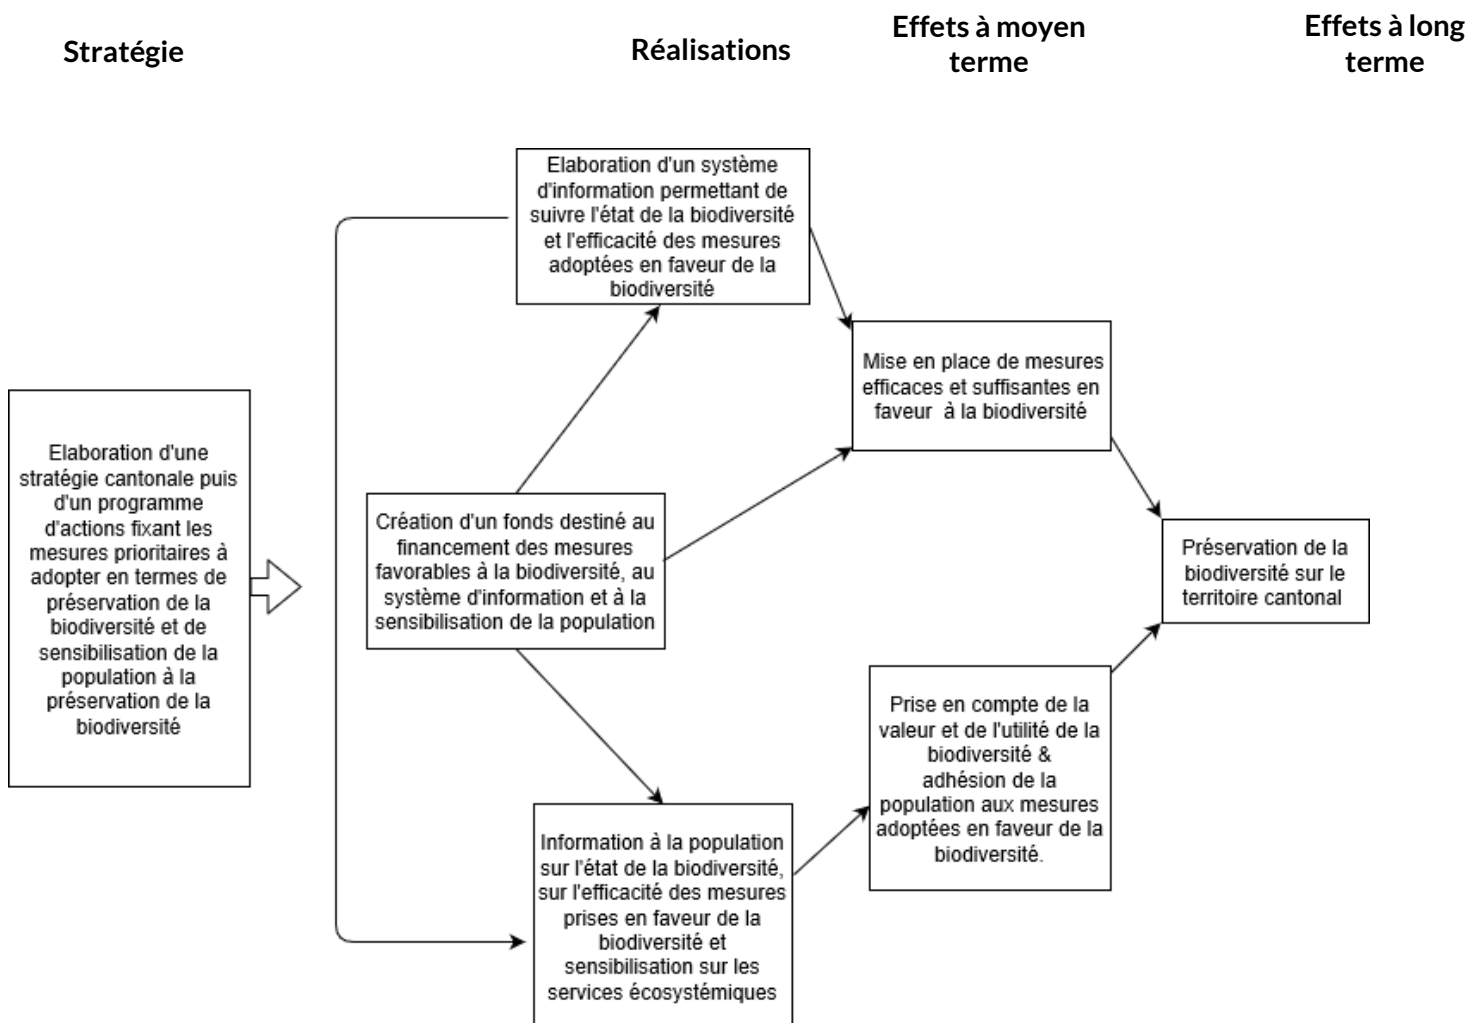 Stratégie
Réalisations
Effets à moyen
terme
Effets à long
terme
Elaboration d'un système
d'information permettant de
suivre l'état de la biodiversité
et l'efficacité des mesures
adoptées en faveur de la
biodiversité
Mise en place de mesures
efficaces et suffisantes en
faveur à la biodiversité
Elaboration d'une
stratégie cantonale puis
d'un programme
d'actions fixant les
mesures prioritaires à
adopter en termes de
préservation de la
biodiversité et de
sensibilisation de la
population à la
préservation de la
biodiversité
Création d'un fonds destiné au
financement des mesures
favorables à la biodiversité, au
système d'information et à la
sensibilisation de la population
Préservation de la
biodiversité sur le
territoire cantonal
Prise en compte de la
valeur et de l'utilité de la
biodiversité &
adhésion de la
population aux mesures
adoptées en faveur de la
biodiversité.
Information à la population
sur l'état de la biodiversité,
sur l'efficacité des mesures
prises en faveur de la
biodiversité et
sensibilisation sur les
services écosystémiques